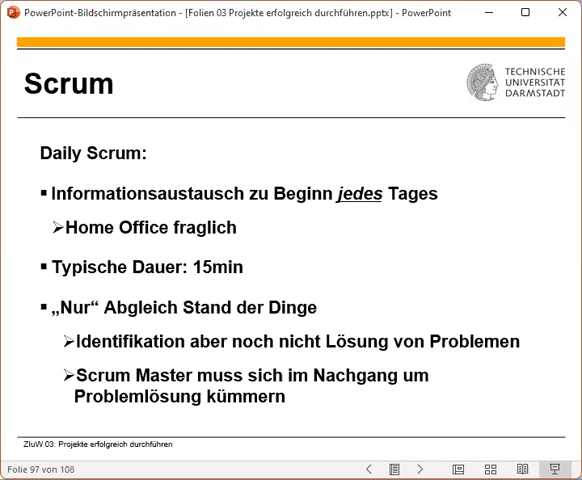 PowerPoint-Bildschirmpräsentation - [Folien 03 Projekte erfolgreich durchführen.pptx] - PowerPoint
Scrum
TECHNISCHE
UNIVERSITÄT
DARMSTADT
Daily Scrum:
▪ Informationsaustausch zu Beginn jedes Tages
➢Home Office fraglich
▪ Typische Dauer: 15min
▪ „Nur“ Abgleich Stand der Dinge
➢Identifikation aber noch nicht Lösung von Problemen
➢Scrum Master muss sich im Nachgang um
Problemlösung kümmern
ZIuW 03: Projekte erfolgreich durchführen
Folie 97 von 108